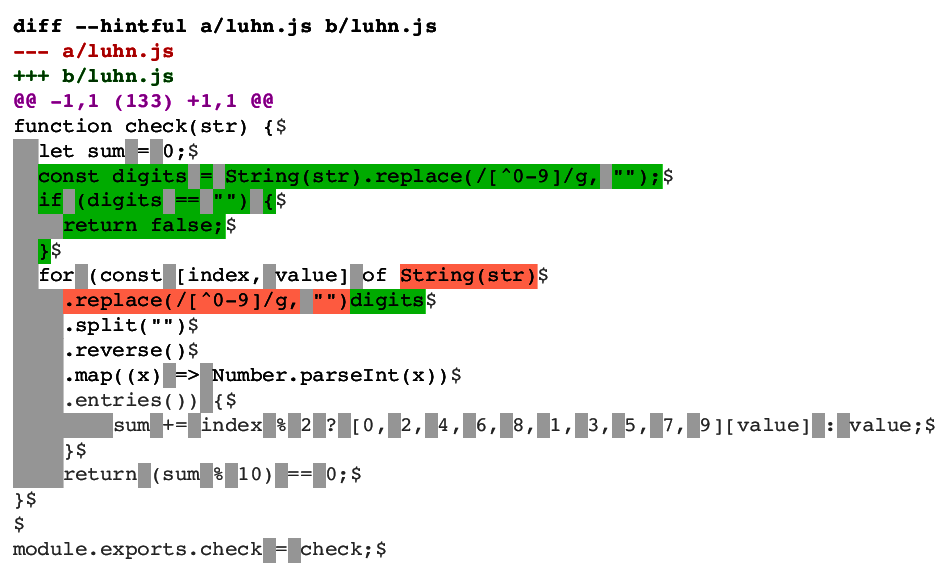 diff --hintful a/luhn.js b/luhn.js
--- a/luhn.js
+++ b/luhn.js
@@ -1,1 (133) +1,1 @@
function check(str) {$
  let sum = 0;$
  const digits = String(str).replace(/[^0-9]/g, "");$
  if (digits == "") {$
    return false;$
  }$
  for (const [index, value] of String(str)$
    .replace(/[^0-9]/g, "")digits$
    .split("")$
    .reverse()$
    .map((x) => Number.parseInt(x))$
    .entries()) {$
        sum += index % 2 ? [0, 2, 4, 6, 8, 1, 3, 5, 7, 9][value] : value;$
    }$
    return (sum % 10) == 0;$
}$
$
module.exports.check = check;$